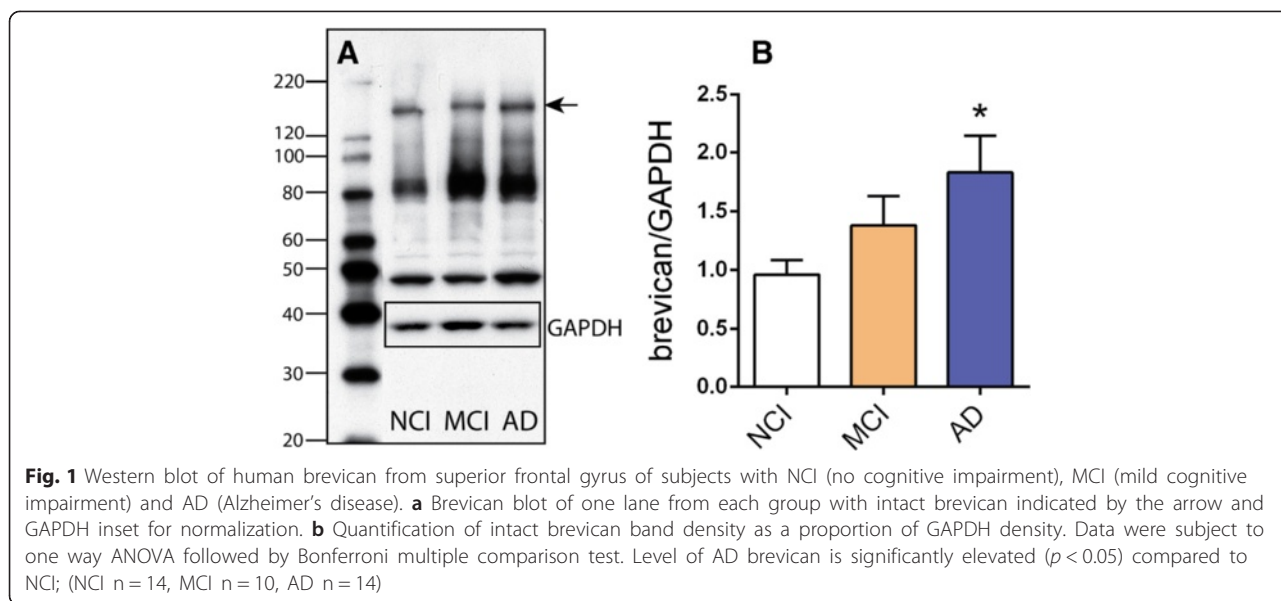 A
220
120
100
80
60
50
40
30
20
GAPDH
NCI MCI AD
B
brevican/GAPDH
2.5
2.0
1.5
1.0
0.5
0.0
*
NCI
MCI
AD
Fig. 1 Western blot of human brevican from superior frontal gyrus of subjects with NCI (no cognitive impairment), MCI (mild cognitive
impairment) and AD (Alzheimer's disease). a Brevican blot of one lane from each group with intact brevican indicated by the arrow and
GAPDH inset for normalization. b Quantification of intact brevican band density as a proportion of GAPDH density. Data were subject to
one way ANOVA followed by Bonferroni multiple comparison test. Level of AD brevican is significantly elevated (p < 0.05) compared to
NCI; (NCI n = 14, MCI n = 10, AD n = 14)